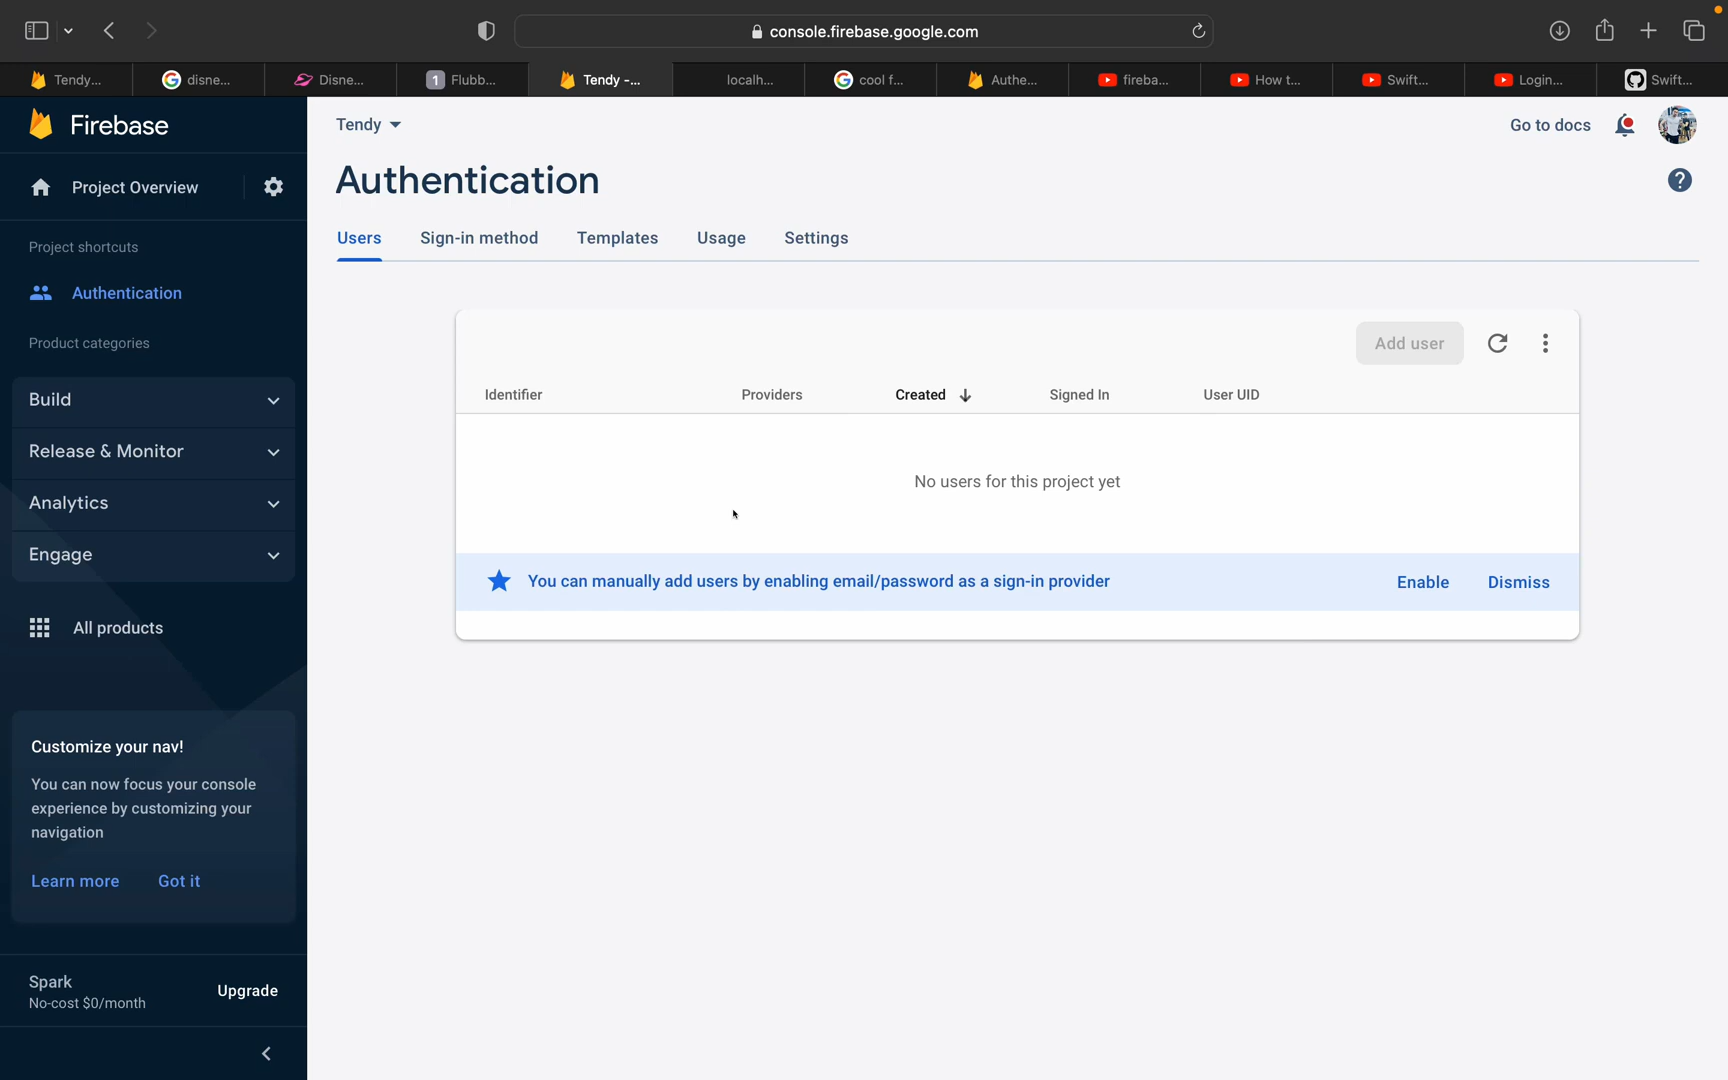 console.firebase.google.com
Tendy...
disne...
Disne...
1 Flubb...
Tendy -...
localh...
cool f...
Authe...
fireba...
How t...
Swift...
Login...
Swift...
Firebase
Tendy
Go to docs
Project Overview
Authentication
?
Users
Sign-in method
Templates
Usage
Settings
Project shortcuts
Authentication
Product categories
Build
Release & Monitor
Analytics
Engage
All products
Add user
Identifier
Providers
Created
Signed In
User UID
No users for this project yet
You can manually add users by enabling email/password as a sign-in provider
Enable
Dismiss
Customize your nav!
You can now focus your console
experience by customizing your
navigation
Learn more
Got it
Spark
No-cost $0/month
Upgrade